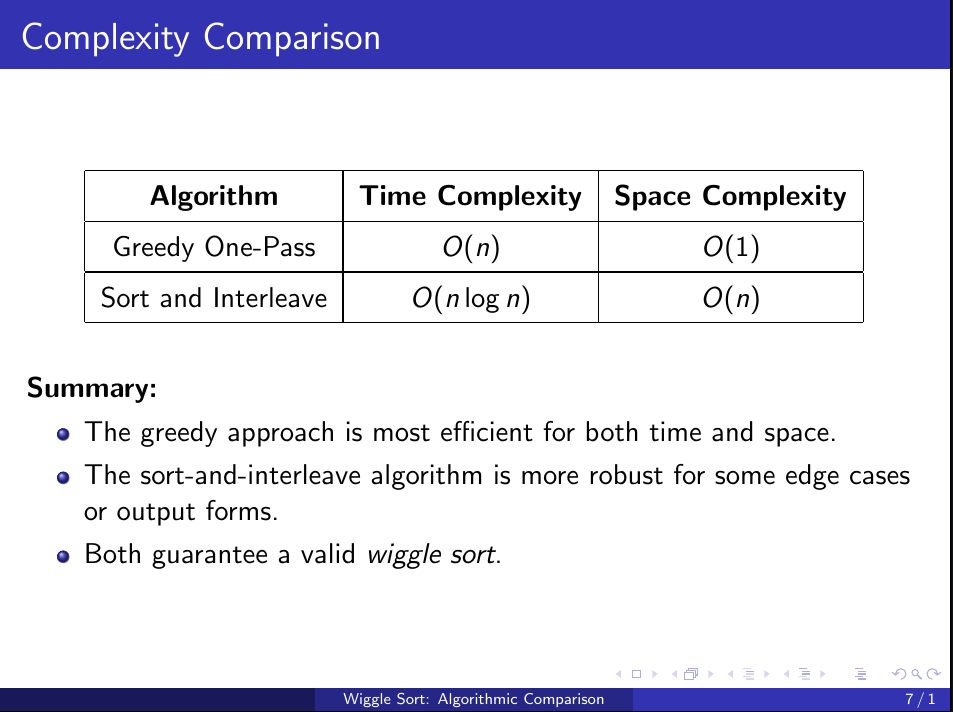 Complexity Comparison
Algorithm Time Complexity Space Complexity
Greedy One-Pass O(n) O(1)
Sort and Interleave O(n log n) O(n)
Summary:
The greedy approach is most efficient for both time and space.
The sort-and-interleave algorithm is more robust for some edge cases
or output forms.
Both guarantee a valid wiggle sort.
Wiggle Sort: Algorithmic Comparison 7 / 1